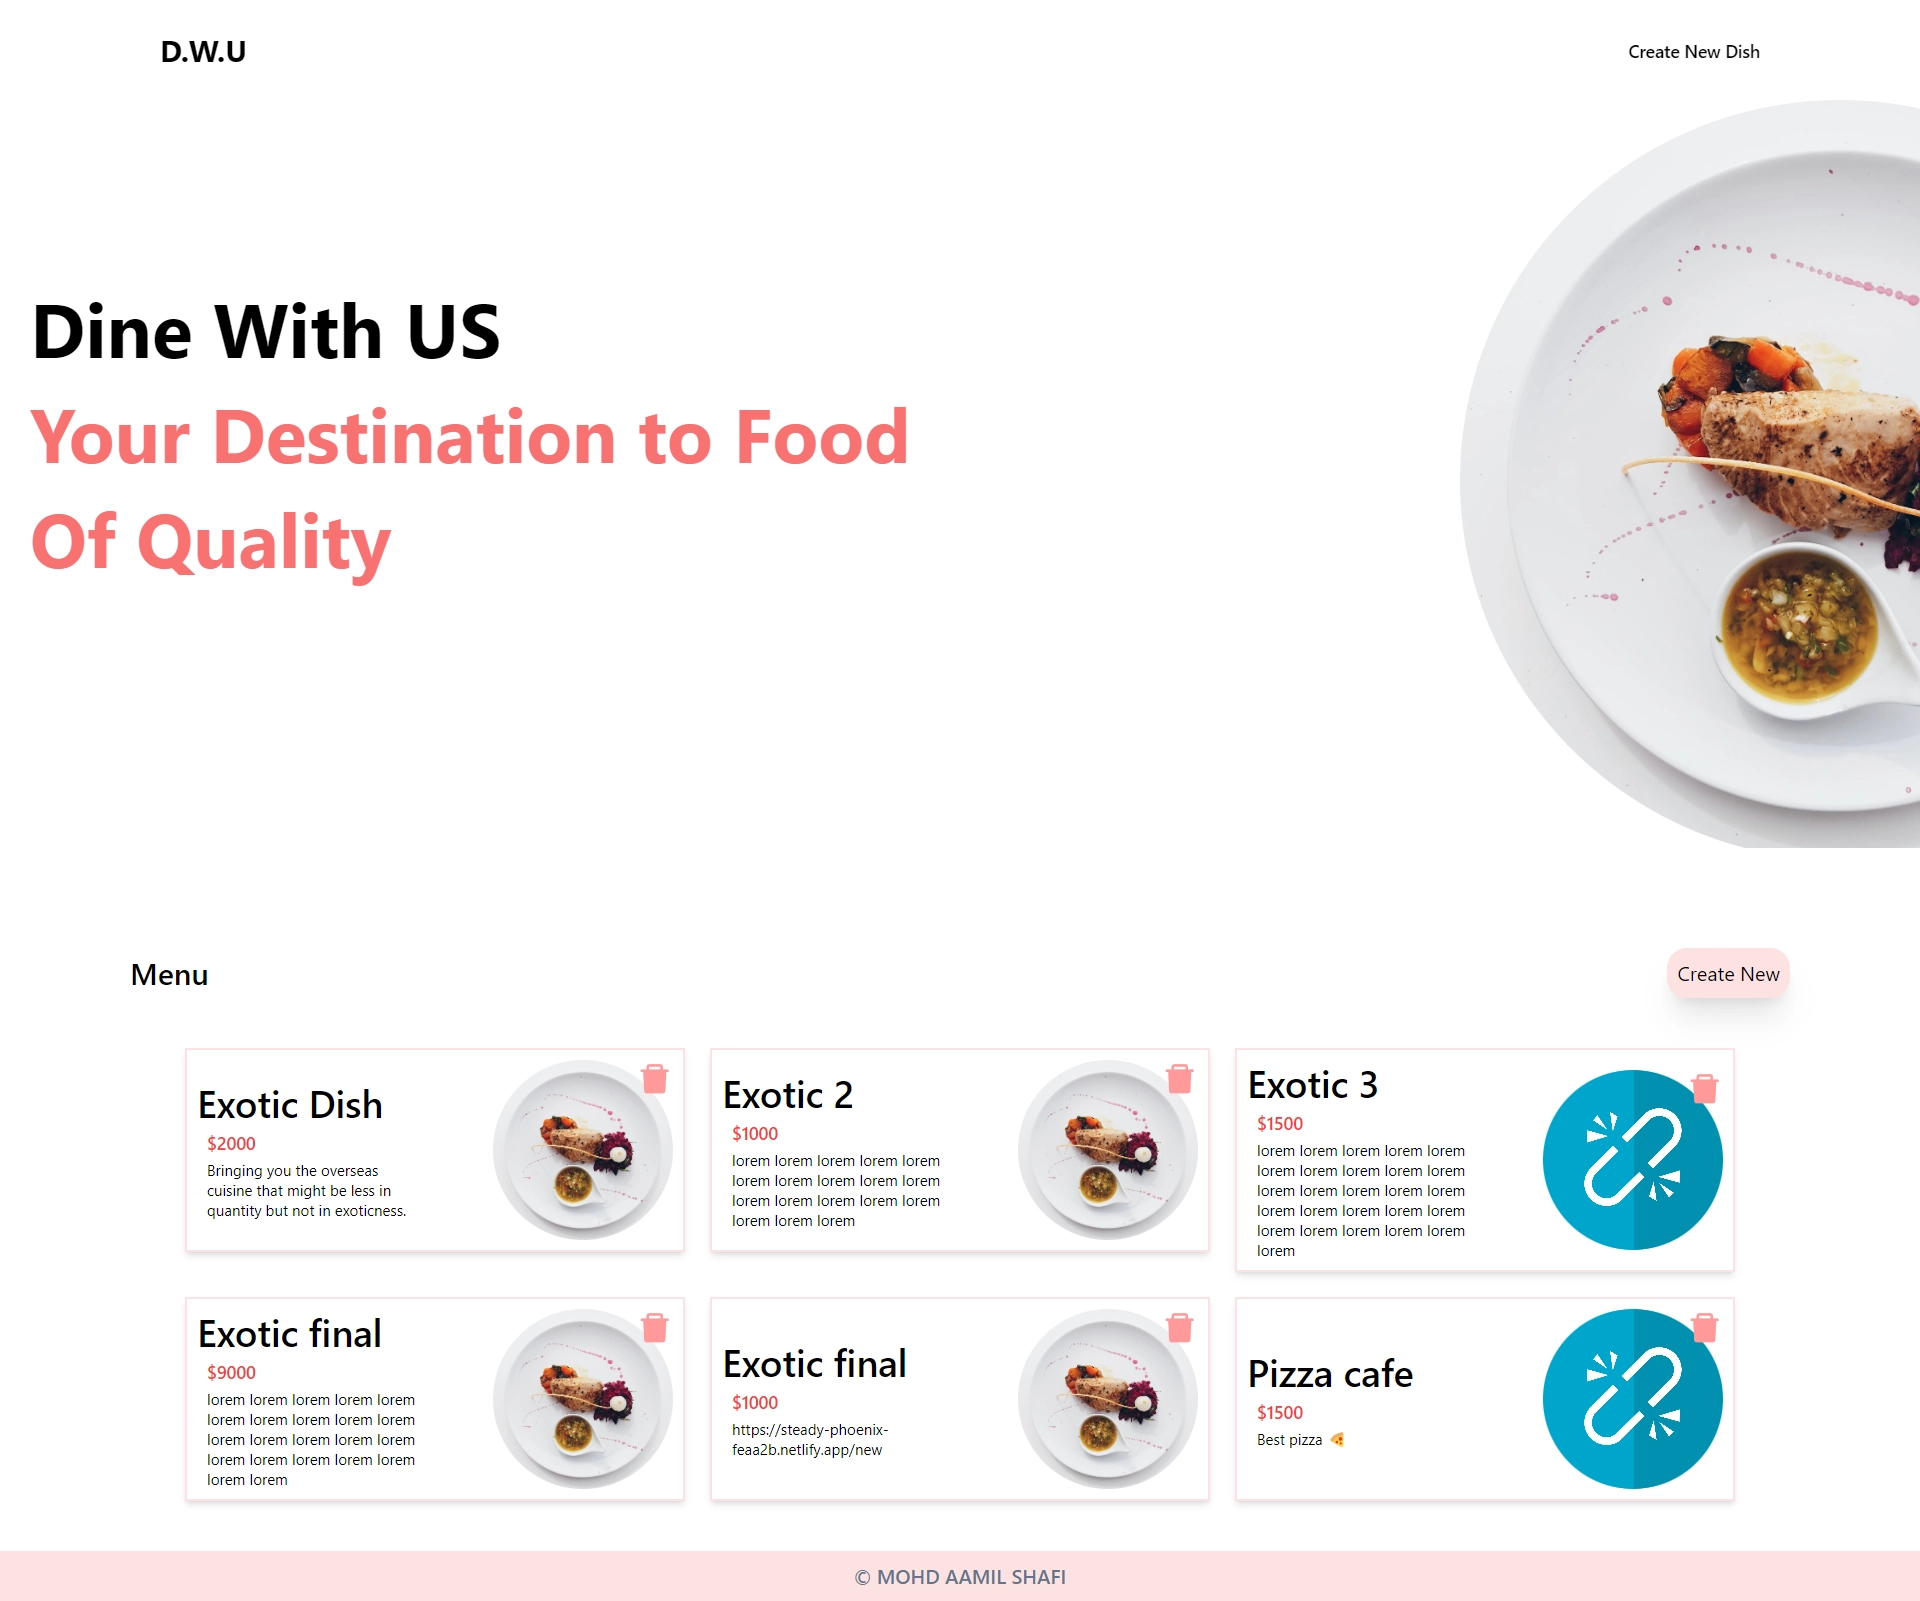 D.W.U
Create New Dish
Dine With US
Your Destination to Food
Of Quality
Menu
Create New
Exotic Dish
$2000
Bringing you the overseas
cuisine that might be less in
quantity but not in exoticness.
Exotic 2
$1000
lorem lorem lorem lorem lorem
lorem lorem lorem lorem lorem
lorem lorem lorem lorem lorem
lorem lorem lorem
Exotic 3
$1500
lorem lorem lorem lorem lorem
lorem lorem lorem lorem lorem
lorem lorem lorem lorem lorem
lorem lorem lorem lorem lorem
lorem lorem lorem lorem lorem
lorem
Exotic final
$9000
lorem lorem lorem lorem lorem
lorem lorem lorem lorem lorem
lorem lorem lorem lorem lorem
lorem lorem lorem lorem lorem
lorem lorem
Exotic final
$1000
https://steady-phoenix-
feaa2b.netlify.app/new
Pizza cafe
$1500
Best pizza 🍕
© MOHD AAMIL SHAFI